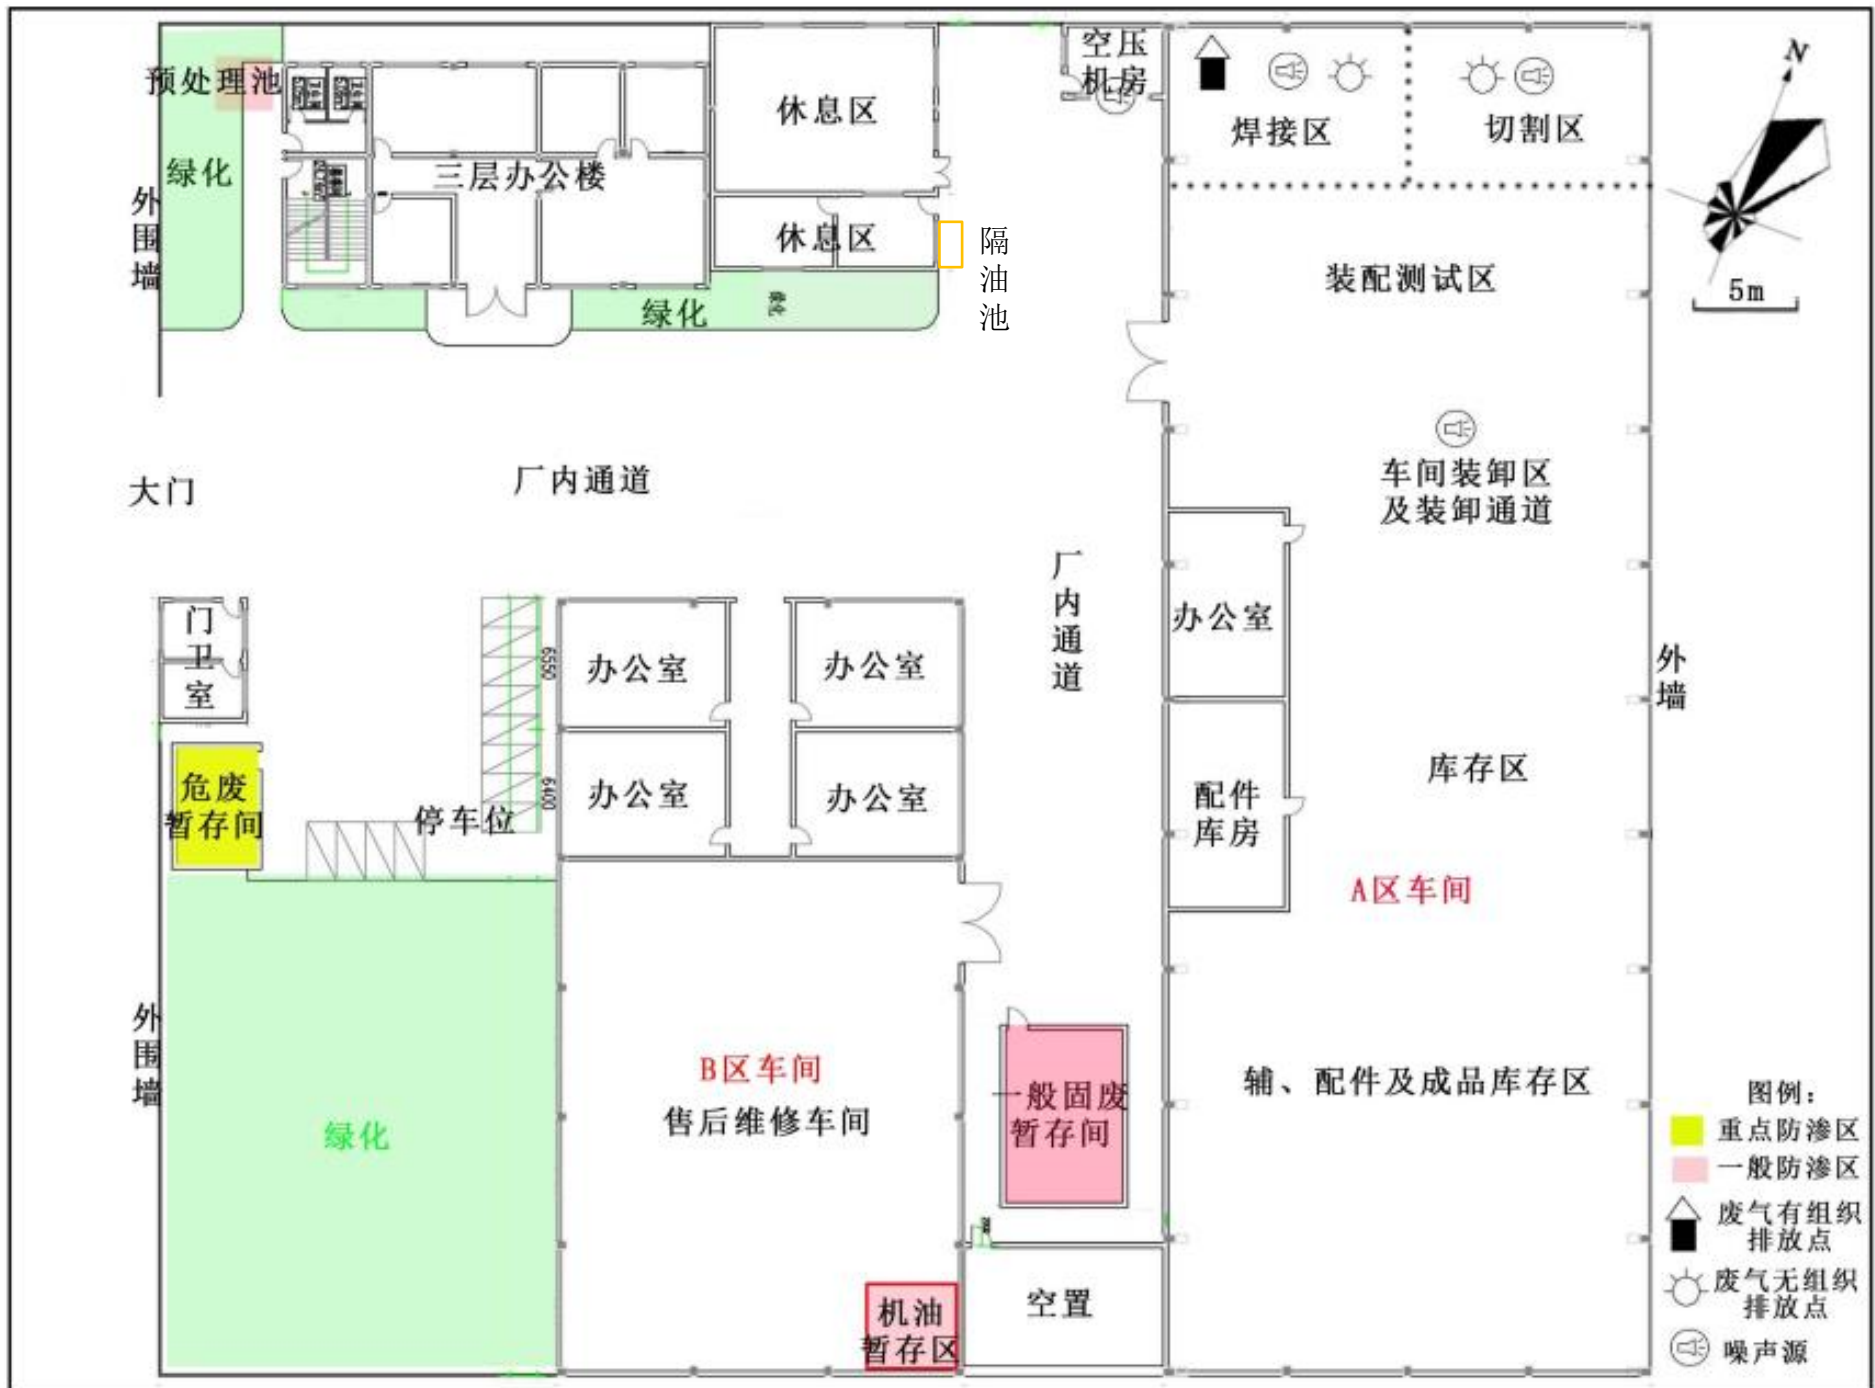 空压
机房
N
预处理池
休息区
焊接区
切割区
绿化
三层办公楼
外
围
墙
休息区
隔
油
池
装配测试区
5m
绿化
大门
厂内通道
车间装卸区
及装卸通道
厂
内
通
道
门
卫
室
办公室
办公室
办公室
外
墙
6550
危废
暂存间
停车位
6400
办公室
办公室
配件
库房
库存区
A区车间
外
围
墙
B区车间
售后维修车间
一般固废
暂存间
辅、配件及成品库存区
绿化
机油
暂存区
空置
图例：
重点防渗区
一般防渗区
废气有组织
排放点
废气无组织
排放点
噪声源